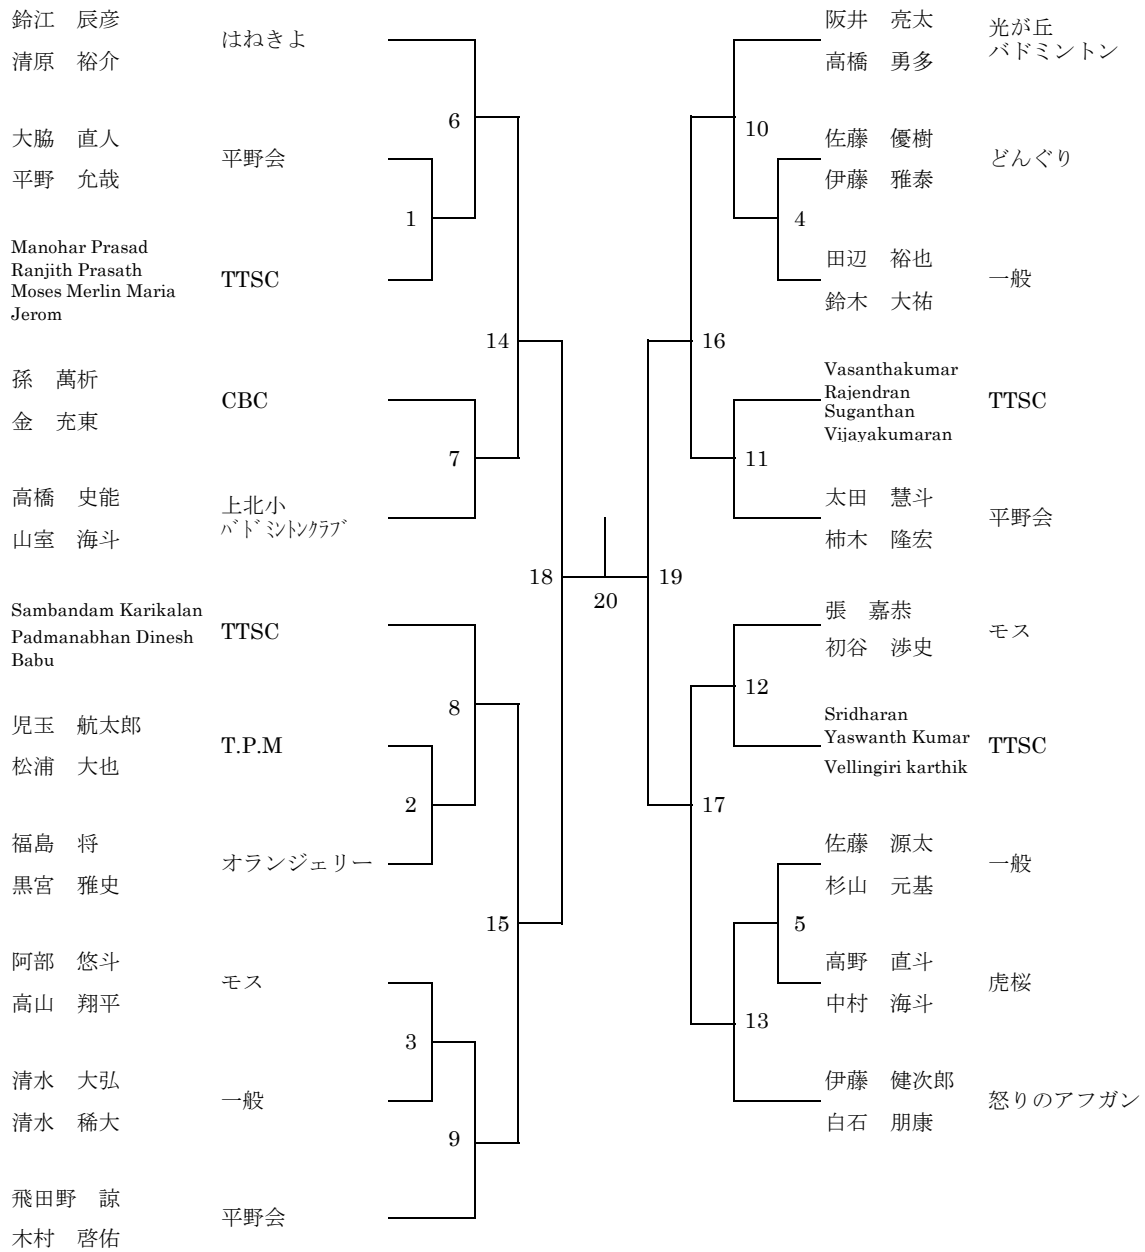 鈴江　辰彦
清原　裕介
はねきよ
大脇　直人
平野　允哉
平野会
Manohar Prasad
Ranjith Prasath
Moses Merlin Maria
Jerom
TTSC
孫　萬析
金　充東
CBC
高橋　史能
山室　海斗
上北小
ﾊﾞﾄﾞﾐﾝﾄﾝｸﾗﾌﾞ
Sambandam Karikalan
Padmanabhan Dinesh
Babu
TTSC
児玉　航太郎
松浦　大也
T.P.M
福島　将
黒宮　雅史
オランジェリー
阿部　悠斗
高山　翔平
モス
清水　大弘
清水　稀大
一般
飛田野　諒
木村　啓佑
平野会
6
1
14
7
18
8
2
15
3
9
20
10
4
16
11
19
12
17
5
13
阪井　亮太
高橋　勇多
光が丘
バドミントン
佐藤　優樹
伊藤　雅泰
どんぐり
田辺　裕也
鈴木　大祐
一般
Vasanthakumar
Rajendran
Suganthan
Vijayakumaran
TTSC
太田　慧斗
柿木　隆宏
平野会
張　嘉恭
初谷　渉史
モス
Sridharan
Yaswanth Kumar
Vellingiri karthik
TTSC
佐藤　源太
杉山　元基
一般
高野　直斗
中村　海斗
虎桜
伊藤　健次郎
白石　朋康
怒りのアフガン